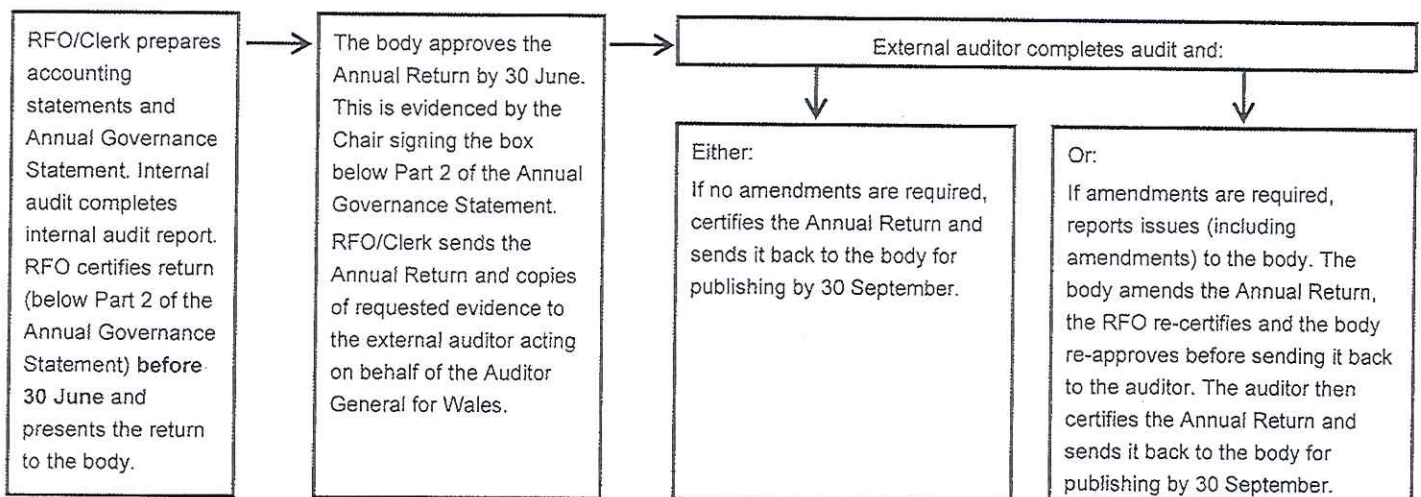 RFO/Clerk prepares
accounting
statements and
Annual Governance
Statement. Internal
audit completes
internal audit report.
RFO certifies return
(below Part 2 of the
Annual Governance
Statement) before
30 June and
presents the return
to the body.
The body approves the
Annual Return by 30 June.
This is evidenced by the
Chair signing the box
below Part 2 of the Annual
Governance Statement.
RFO/Clerk sends the
Annual Return and copies
of requested evidence to
the external auditor acting
on behalf of the Auditor
General for Wales.
External auditor completes audit and:
Either:
If no amendments are required,
certifies the Annual Return and
sends it back to the body for
publishing by 30 September.
Or:
If amendments are required,
reports issues (including
amendments) to the body. The
body amends the Annual Return,
the RFO re-certifies and the body
re-approves before sending it back
to the auditor. The auditor then
certifies the Annual Return and
sends it back to the body for
publishing by 30 September.